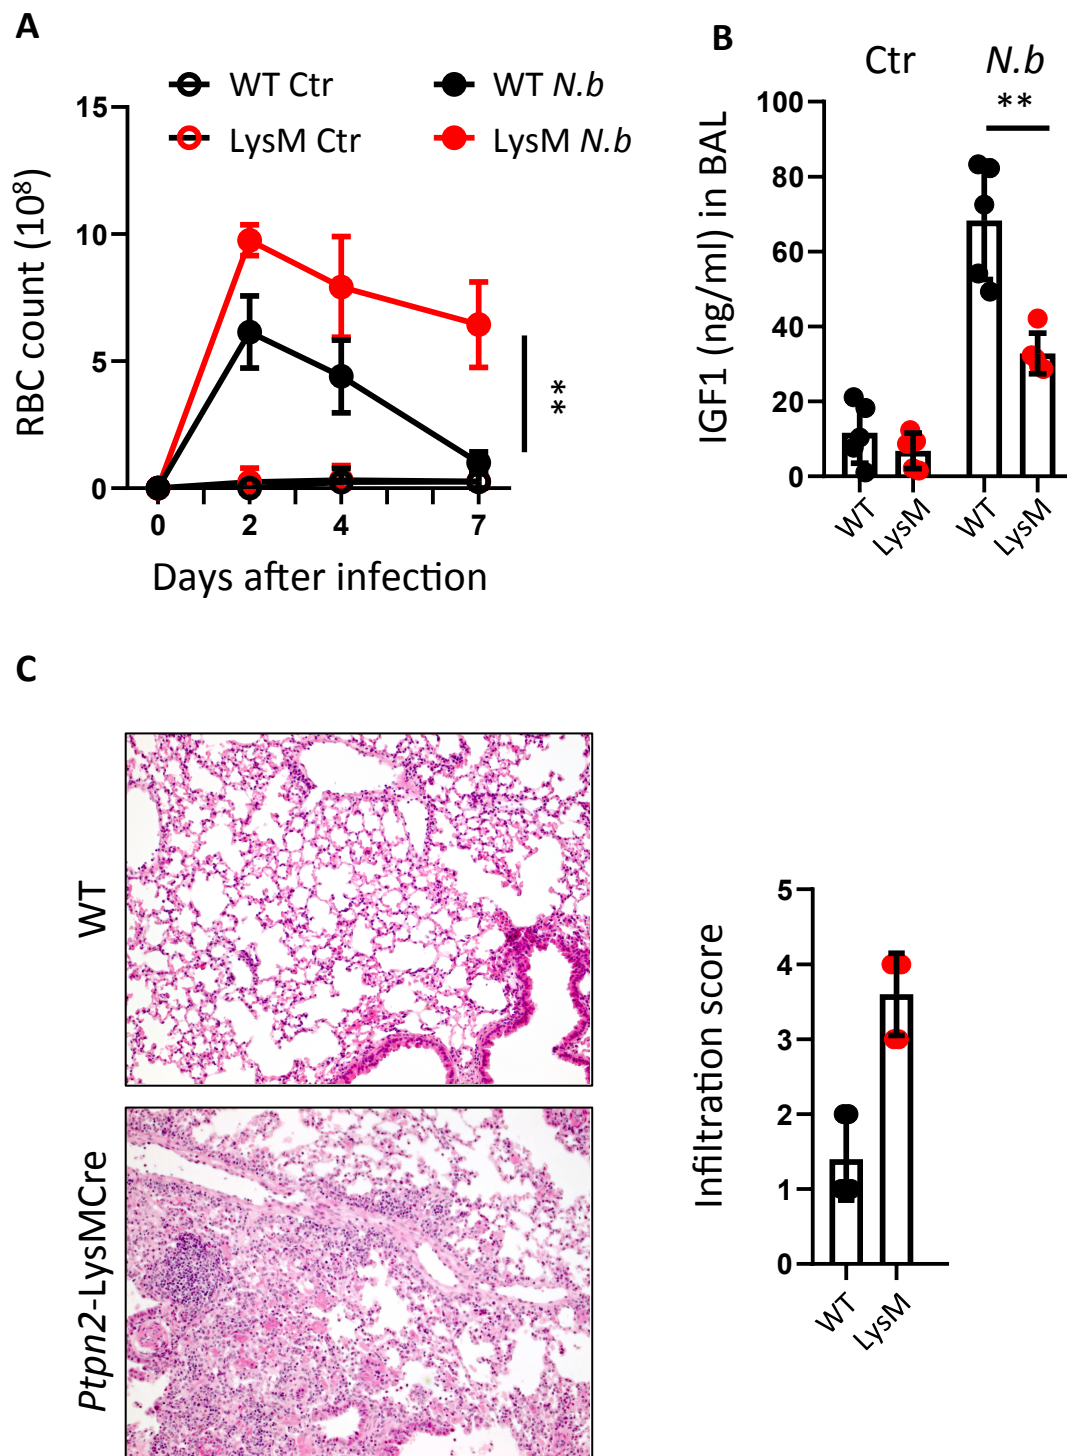 A
WT Ctr
WT N.b
LysM Ctr
LysM N.b
15
10
5
0
RBC count (10⁸)
**
0 2 4 7
Days after infection
B
Ctr N.b
**
100
80
60
40
20
0
IGF1 (ng/ml) in BAL
WT LysM WT LysM
C
WT
Ptpn2-LysMCre
5
4
3
2
1
0
Infiltration score
WT LysM